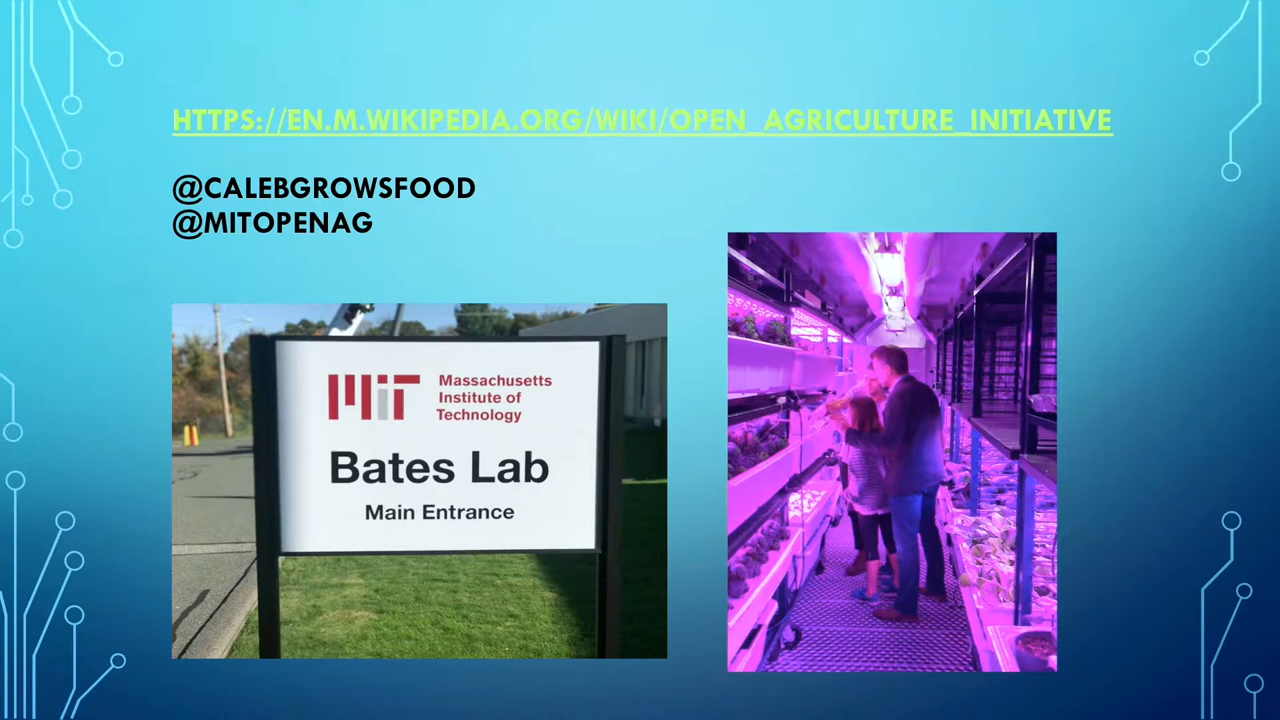 HTTPS://EN.M.WIKIPEDIA.ORG/WIKI/OPEN_AGRICULTURE_INITIATIVE
@CALEBGROWSFOOD
@MITOPENAG
MiT
Massachusetts
Institute of
Technology
Bates Lab
Main Entrance